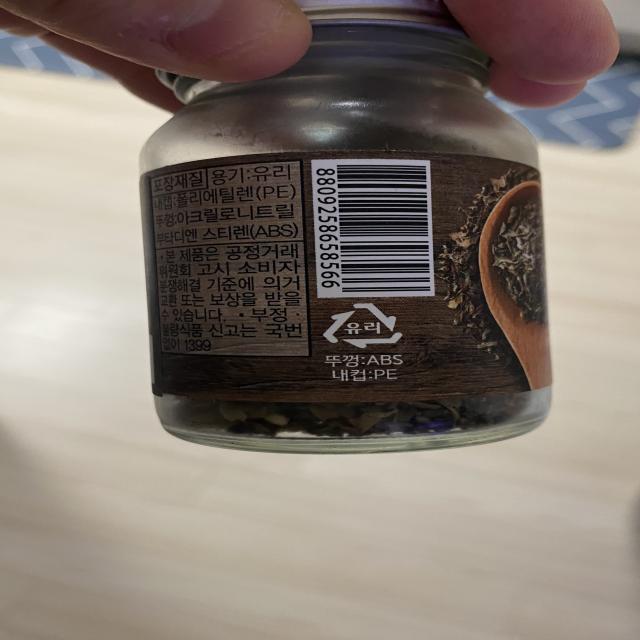 포장재질 용기:유리
내컵:폴리에틸렌(PE)
뚜껑:아크릴로니트릴
부타디엔 스티렌(ABS)
·본 제품은 공정거래
위원회 고시 소비자
분쟁해결 기준에 의거
교환 또는 보상을 받을
수 있습니다. ·부정·
불량식품 신고는 국번
없이 1399
8809258658566
유리
뚜껑:ABS
내컵:PE